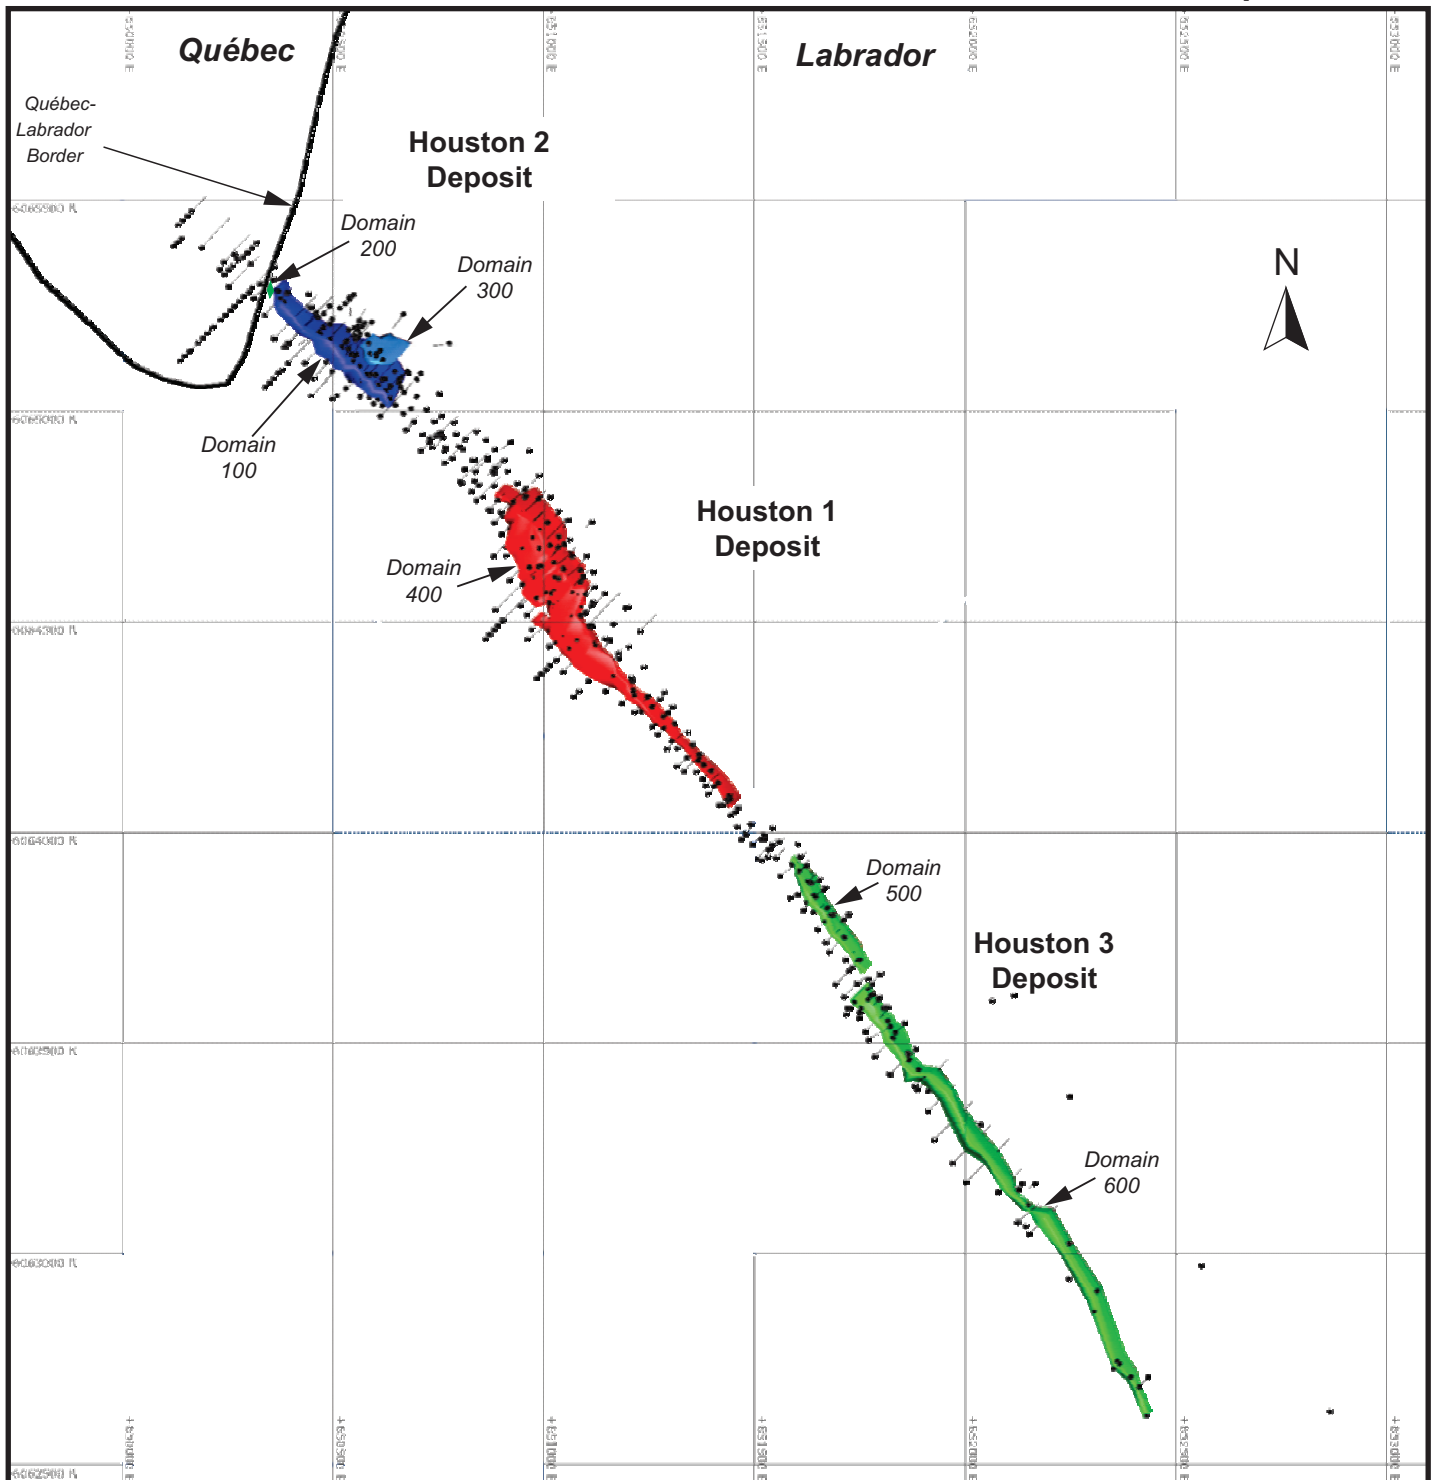 Québec
Labrador
Québec-
Labrador
Border
Houston 2
Deposit
Domain
200
Domain
300
Domain
100
Houston 1
Deposit
Domain
400
Domain
500
Houston 3
Deposit
Domain
600
N